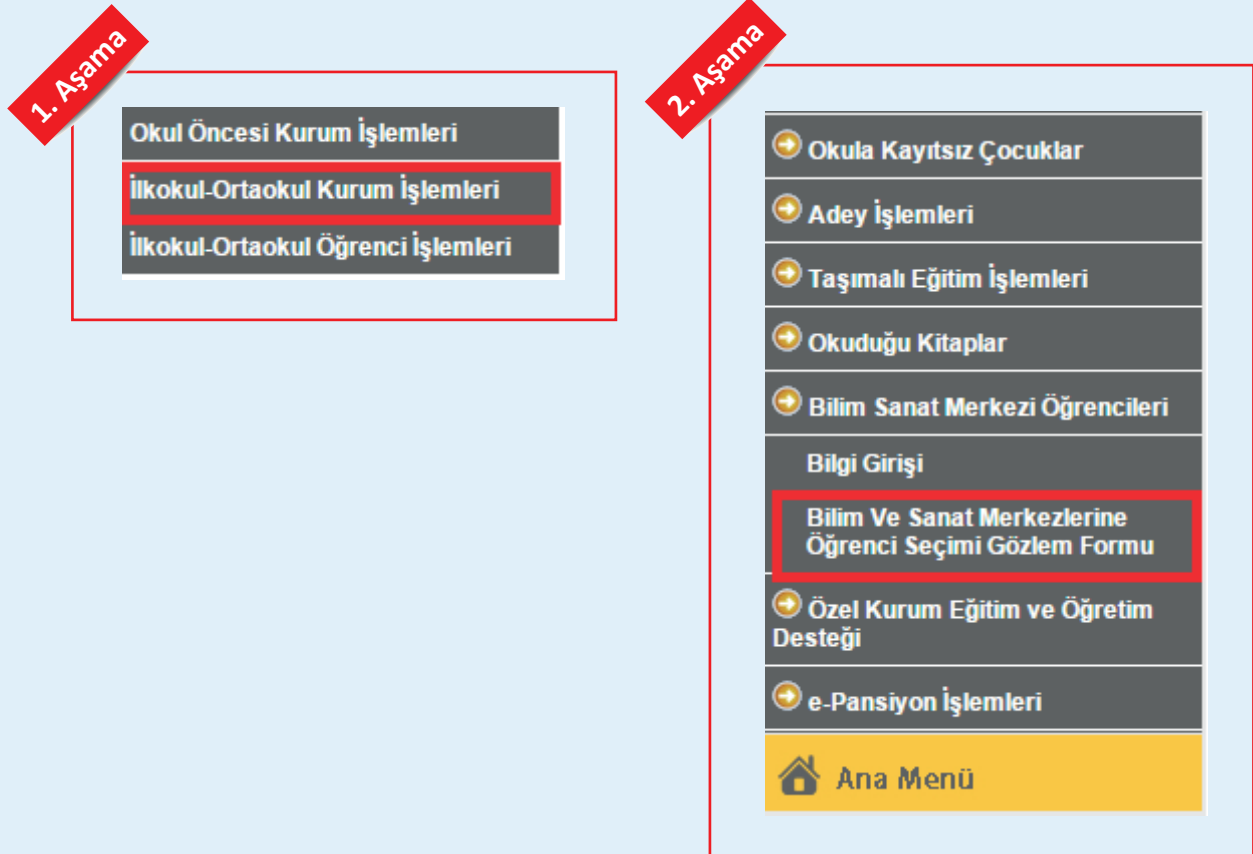 1. Aşama
Okul Öncesi Kurum İşlemleri
İlkokul-Ortaokul Kurum İşlemleri
İlkokul-Ortaokul Öğrenci İşlemleri
2. Aşama
Okula Kayıtsız Çocuklar
Adey İşlemleri
Taşımalı Eğitim İşlemleri
Okuduğu Kitaplar
Bilim Sanat Merkezi Öğrencileri
Bilgi Girişi
Bilim Ve Sanat Merkezlerine
Öğrenci Seçimi Gözlem Formu
Özel Kurum Eğitim ve Öğretim
Desteği
e-Pansiyon İşlemleri
Ana Menü